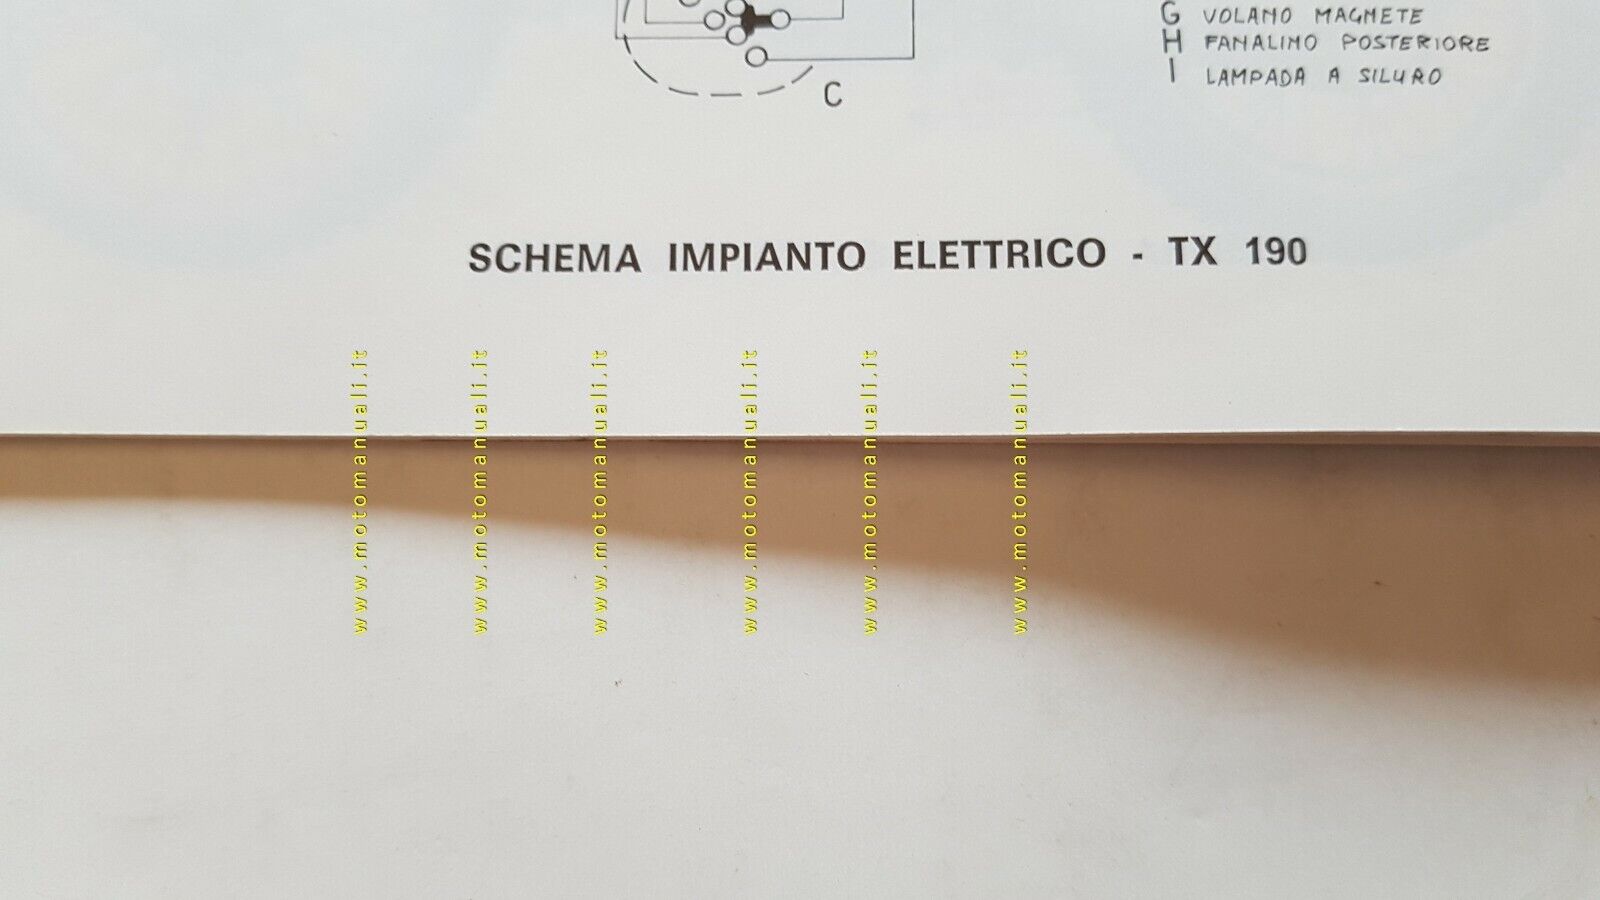 G VOLANO MAGNETE
H FANALINO POSTERIORE
I LAMPADA A SILURO
C
SCHEMA IMPIANTO ELETTRICO - TX 190
www.motomanuali.it
www.motomanuali.it
www.motomanuali.it
www.motomanuali.it
www.motomanuali.it
www.motomanuali.it